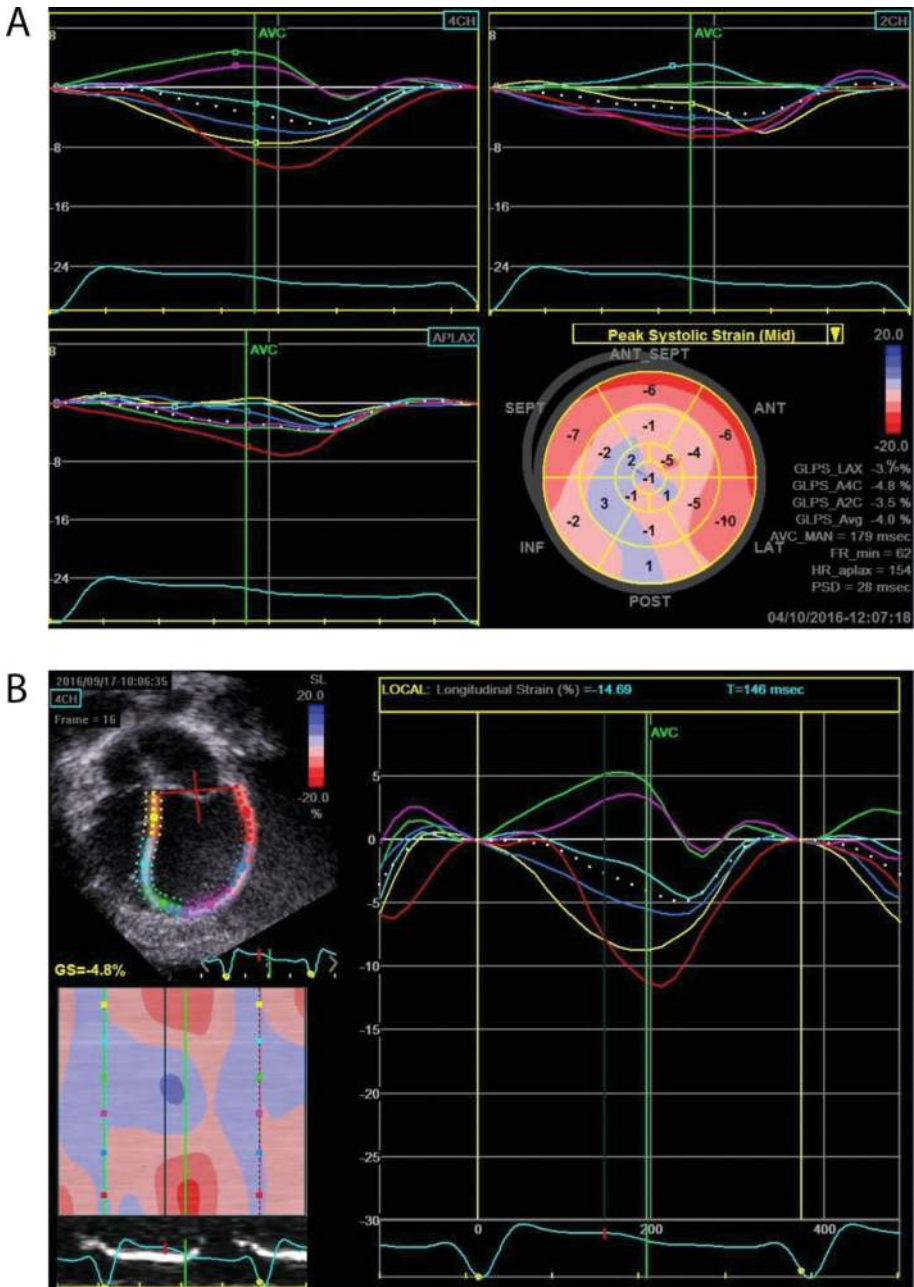 A
8
AVC
4CH
-8
-16
-24
8
AVC
2CH
-8
-16
-24
8
AVC
APLAX
-8
-16
-24
Peak Systolic Strain (Mid)
ANT_SEPT
SEPT
ANT
INF
LAT
POST
-6
-7
-6
-1
-2
-4
2
-5
-1
3
-1
1
-5
-2
-1
-10
1
20.0
-20.0
%
GLPS_LAX -3.%
GLPS_A4C -4.8 %
GLPS_A2C -3.5 %
GLPS_Avg -4.0 %
AVC_MAN = 179 msec
FR_min = 62
HR_aplax = 154
PSD = 28 msec
04/10/2016-12:07:18
B
2016/09/17-10:06:35
4CH
Frame = 16
SL
20.0
-20.0
%
GS=-4.8%
LOCAL: Longitudinal Strain (%) =-14.69 T=146 msec
AVC
5
0
-5
-10
-15
-20
-25
-30
0 200 400